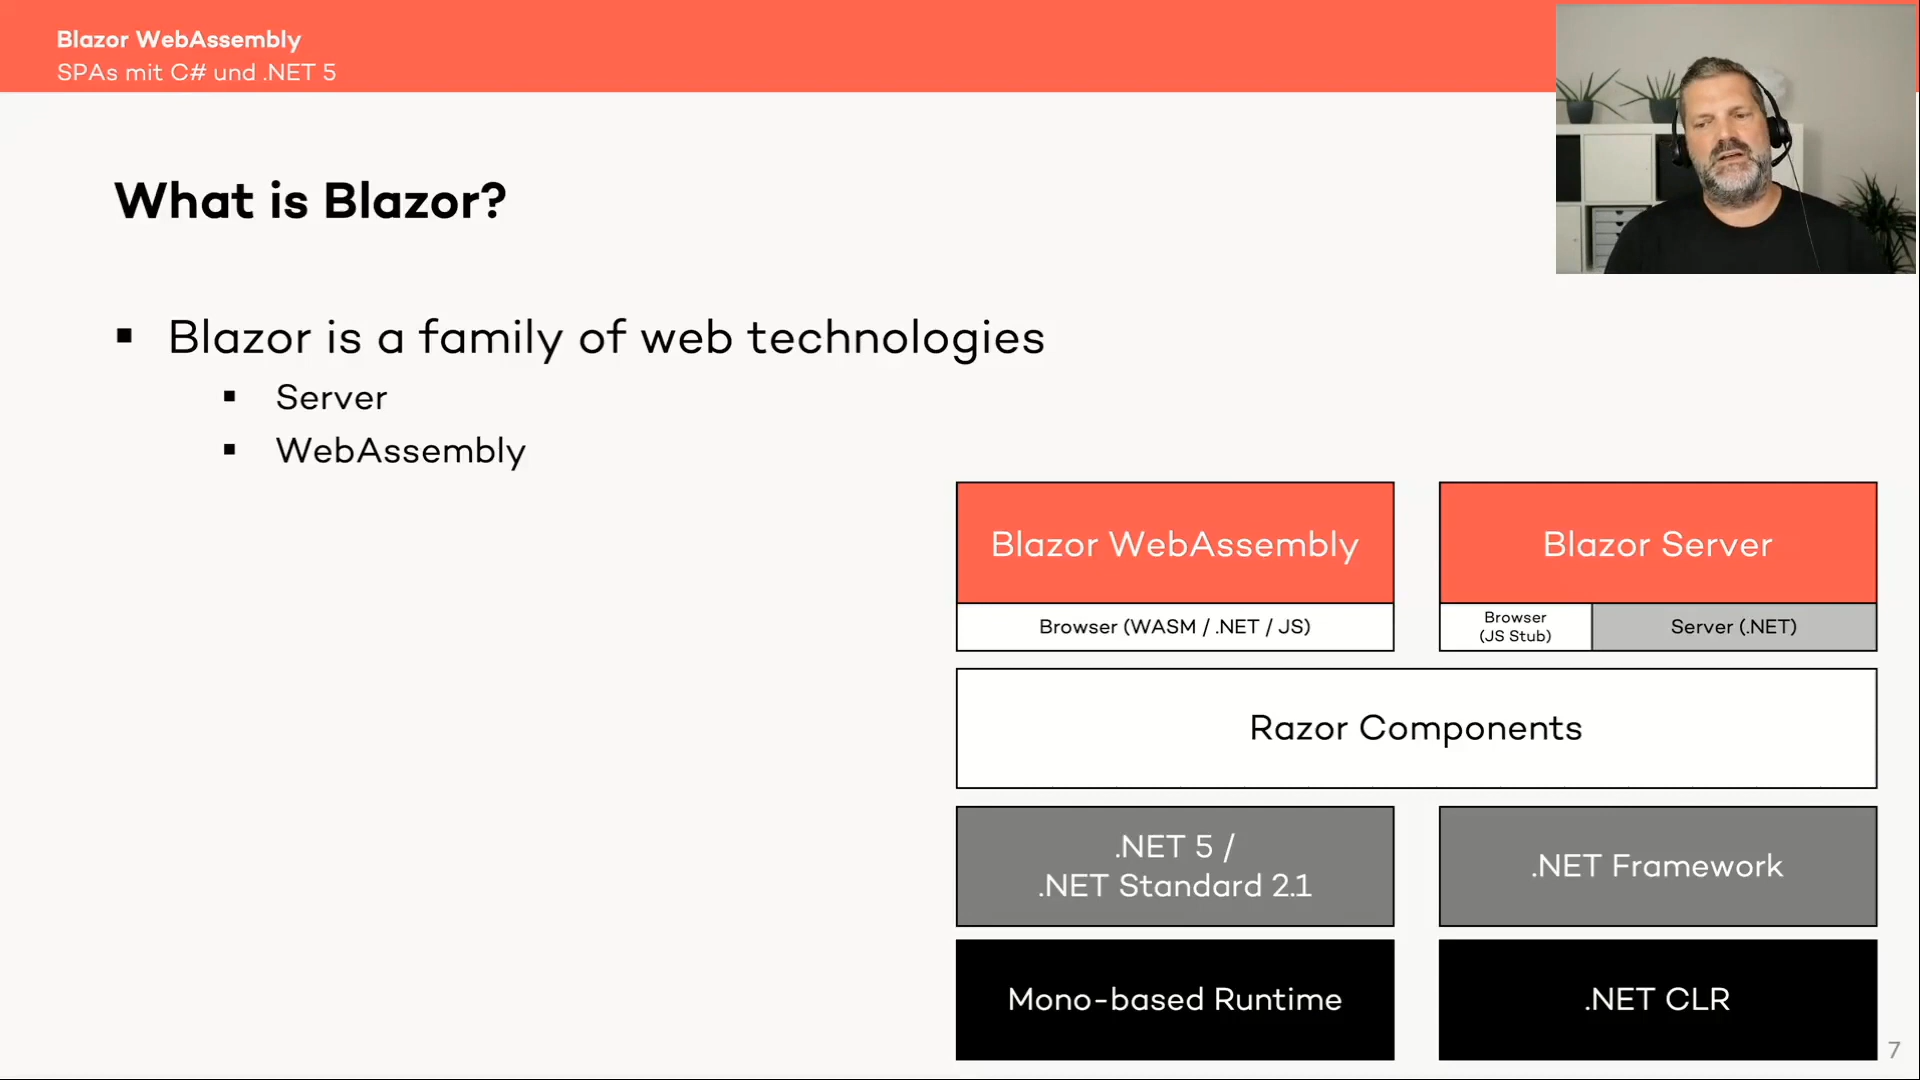 Blazor WebAssembly
SPAs mit C# und .NET 5
What is Blazor?
Blazor is a family of web technologies
Server
WebAssembly
Blazor WebAssembly
Browser (WASM / .NET / JS)
Blazor Server
Browser
(JS Stub)
Server (.NET)
Razor Components
.NET 5 /
.NET Standard 2.1
.NET Framework
Mono-based Runtime
.NET CLR
7